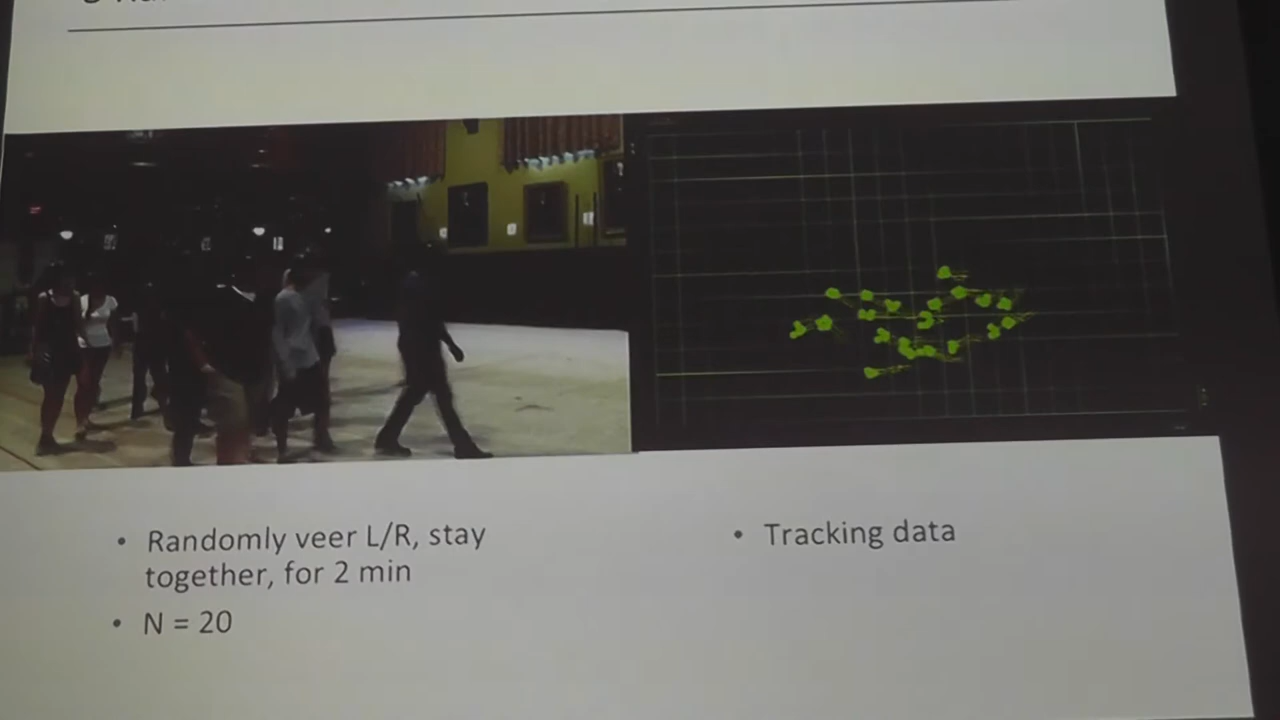 • Randomly veer L/R, stay
together, for 2 min
• N = 20
• Tracking data